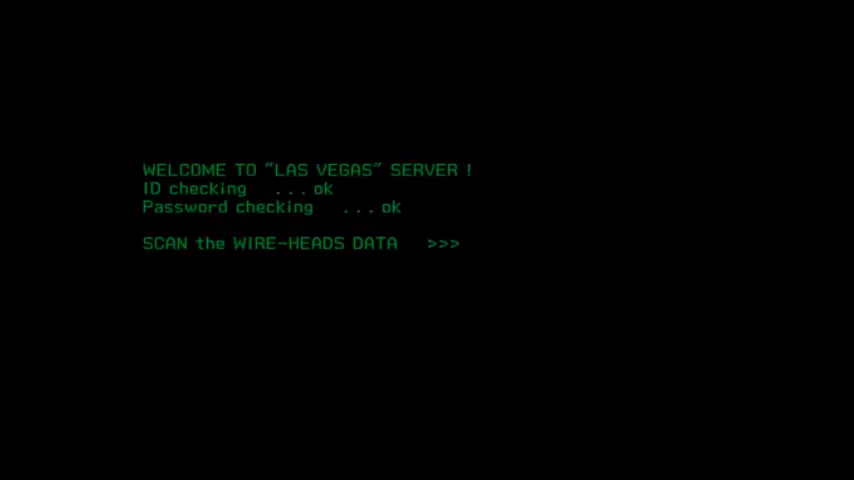 WELCOME TO "LAS VEGAS" SERVER !
ID checking ...ok
Password checking ...ok
SCAN the WIRE-HEADS DATA >>>